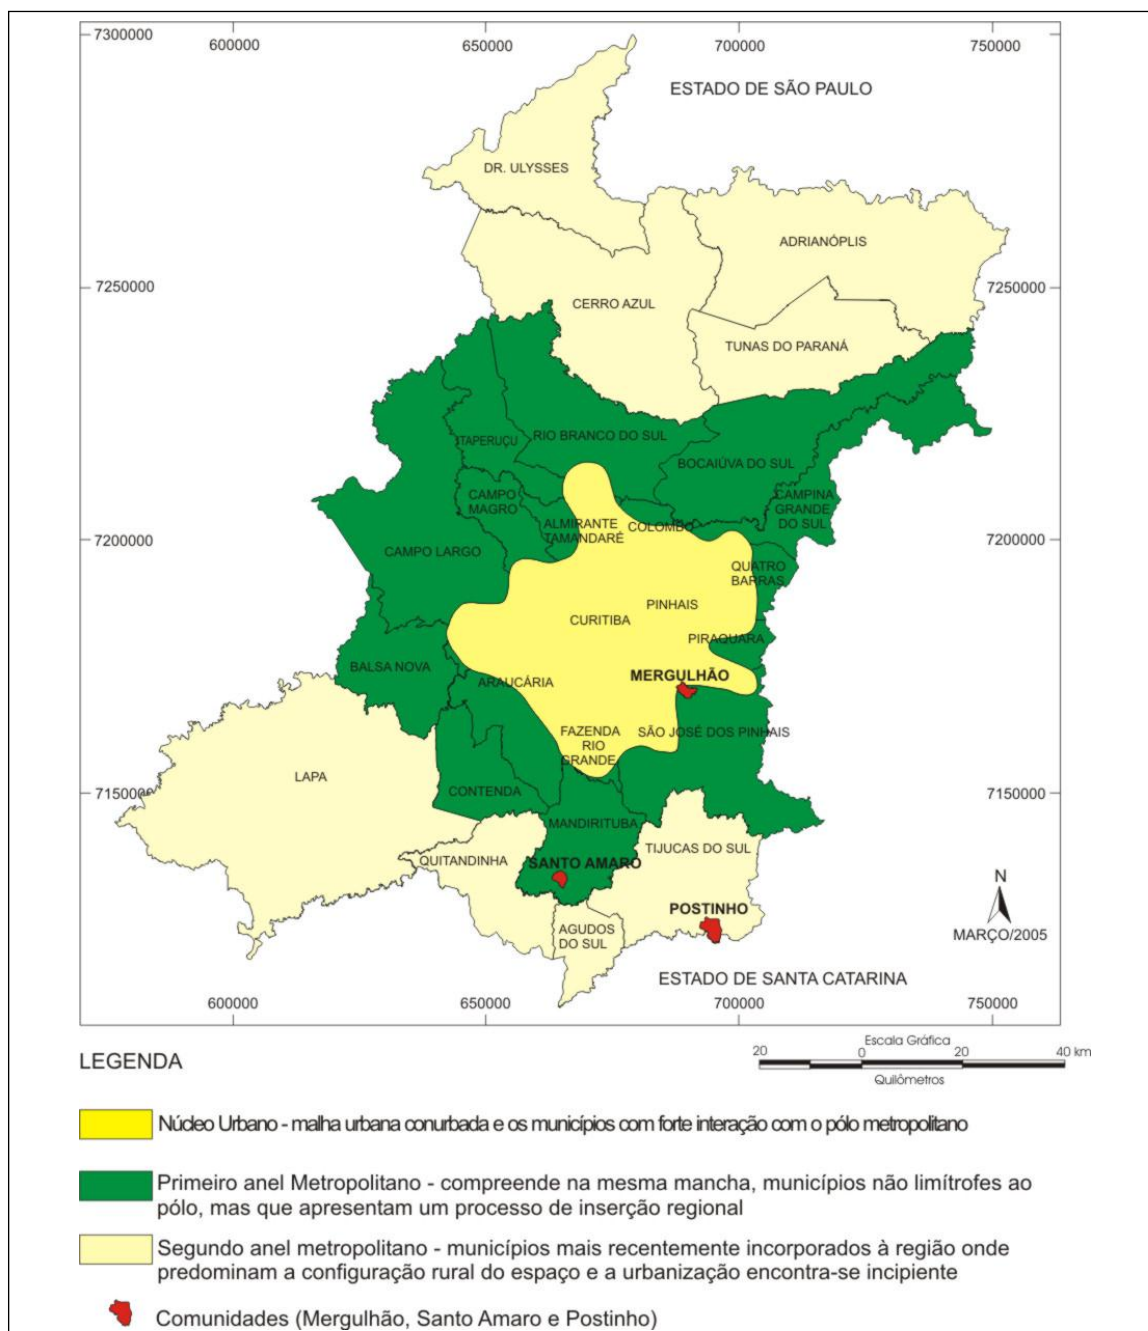 7300000
600000
650000
700000
750000
7300000
ESTADO DE SÃO PAULO
DR. ULYSSES
ADRIANÓPLIS
7250000
7250000
CERRO AZUL
TUNAS DO PARANÁ
ITAPERUÇU
RIO BRANCO DO SUL
BOCAIÚVA DO SUL
CAMPO
MAGRO
CAMPINA
GRANDE
DO SUL
ALMIRANTE
TAMANDARÉ
COLOMBO
7200000
7200000
CAMPO LARGO
QUATRO
BARRAS
PINHAIS
CURITIBA
PIRAQUARA
BALSA NOVA
MERGULHÃO
ARAUCÁRIA
FAZENDA
RIO
GRANDE
SÃO JOSÉ DOS PINHAIS
LAPA
7150000
CONTENDA
7150000
MANDIRITUBA
TIJUCAS DO SUL
QUITANDINHA
SANTO AMARO
POSTINHO
N
MARÇO/2005
AGUDOS
DO SUL
ESTADO DE SANTA CATARINA
600000
650000
700000
750000
LEGENDA
Escala Gráfica
20 0 20 40 km
Quilômetros
Núcleo Urbano - malha urbana conurbada e os municípios com forte interação com o pólo metropolitano
Primeiro anel Metropolitano - compreende na mesma mancha, municípios não limítrofes ao
pólo, mas que apresentam um processo de inserção regional
Segundo anel metropolitano - municípios mais recentemente incorporados à região onde
predominam a configuração rural do espaço e a urbanização encontra-se incipiente
Comunidades (Mergulhão, Santo Amaro e Postinho)